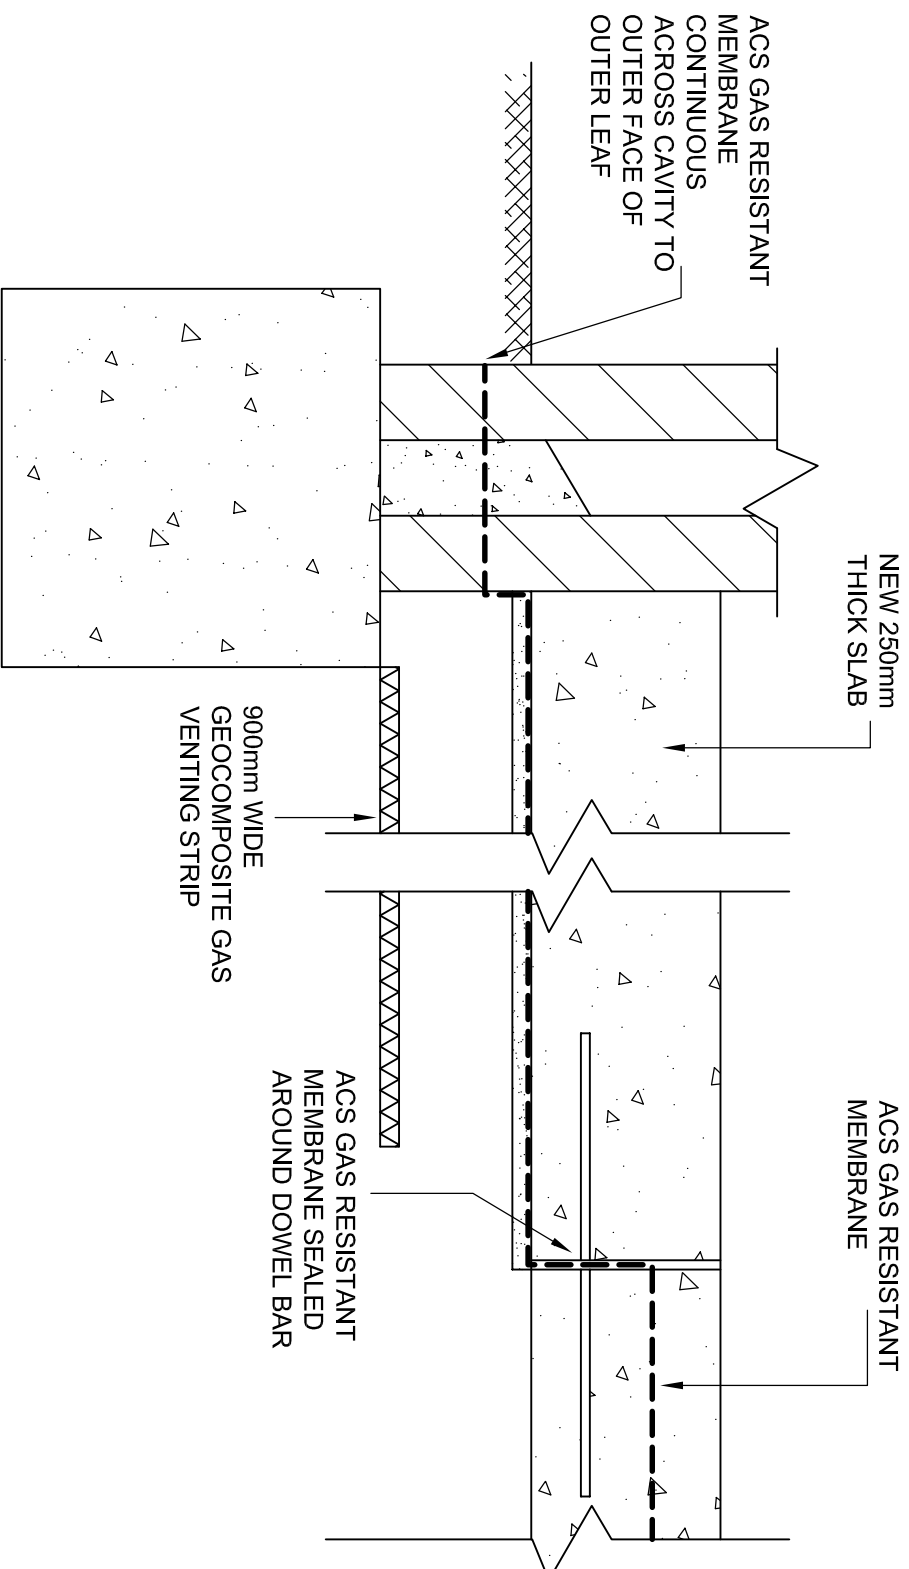 ACS GAS RESISTANT
MEMBRANE
CONTINUOUS
ACROSS CAVITY TO
OUTER FACE OF
OUTER LEAF
NEW 250mm
THICK SLAB
ACS GAS RESISTANT
MEMBRANE
900mm WIDE
GEOCOMPOSITE GAS
VENTING STRIP
ACS GAS RESISTANT
MEMBRANE SEALED
AROUND DOWEL BAR